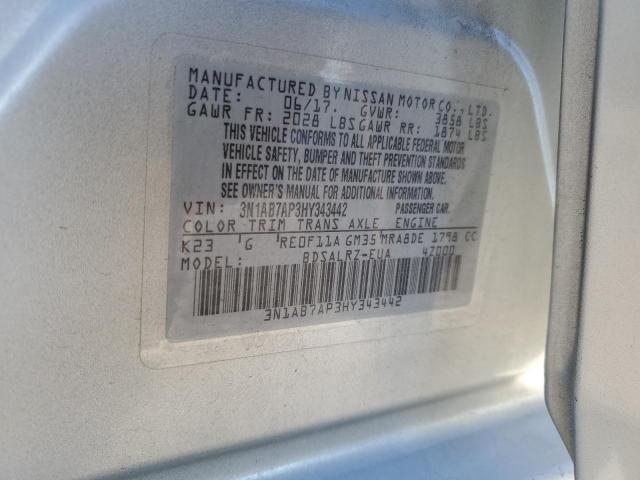 MANUFACTURED BY NISSAN MOTOR CO., LTD.
DATE: 06/17. GVWR: 3858 LBS
GAWR FR: 2028 LBS GAWR RR: 1874 LBS
THIS VEHICLE CONFORMS TO ALL APPLICABLE FEDERAL MOTOR
VEHICLE SAFETY, BUMPER AND THEFT PREVENTION STANDARDS
IN EFFECT ON THE DATE OF MANUFACTURE SHOWN ABOVE.
SEE OWNER'S MANUAL FOR ADDITIONAL INFORMATION.
VIN: 3N1AB7AP3HY343442 PASSENGER CAR.
COLOR TRIM TRANS AXLE ENGINE
K23 G RE0F11A GM35 MRA8DE 1798 CC
MODEL: BDSALRZ-EUA 4Z000
3N1AB7AP3HY343442